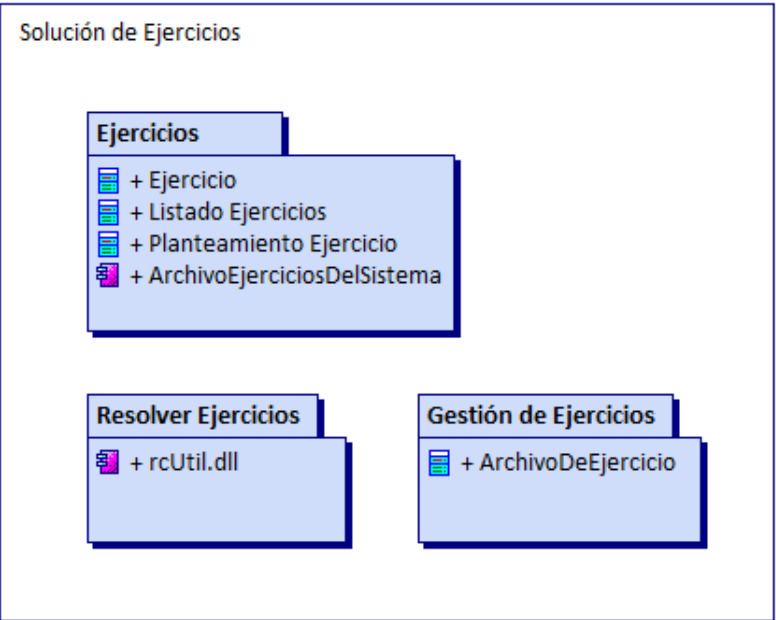 Solución de Ejercicios
Ejercicios
+ Ejercicio
+ Listado Ejercicios
+ Planteamiento Ejercicio
+ ArchivoEjerciciosDelSistema
Resolver Ejercicios
+ rcUtil.dll
Gestión de Ejercicios
+ ArchivoDeEjercicio